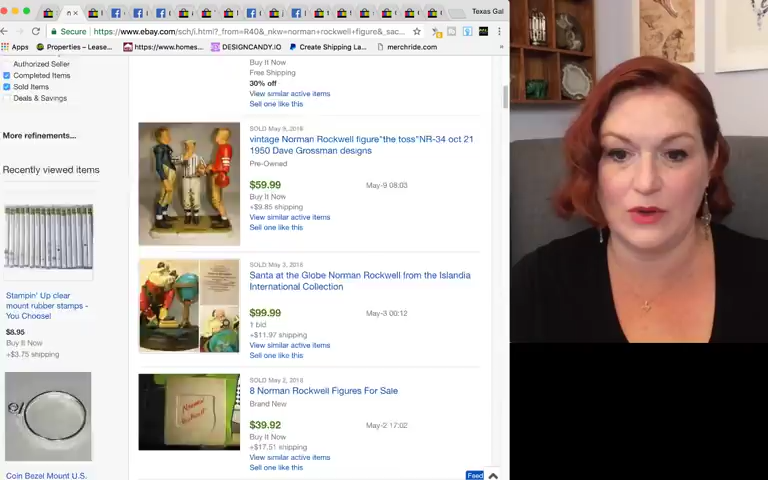 Texas Gal
Secure
https://www.ebay.com/sch/i.html?_from=R40&_nkw=norman+rockwell+figure&_sac...
Apps
Properties – Lease...
https://www.homes...
DESIGNCANDY.IO
Create Shipping La...
merchride.com
Authorized Seller
Completed Items
Sold Items
Deals & Savings
More refinements...
Recently viewed items
Stampin' Up clear
mount rubber stamps -
You Choose!
$8.95
Buy It Now
+$3.75 shipping
Coin Bezel Mount U.S.
Buy It Now
Free Shipping
30% off
View similar active items
Sell one like this
vintage Norman Rockwell figure"the toss"NR-34 oct 21
1950 Dave Grossman designs
Pre-Owned
$59.99
May-9 08:03
Buy It Now
+$9.85 shipping
View similar active items
Sell one like this
SOLD May 3, 2018
Santa at the Globe Norman Rockwell from the Islandia
International Collection
$99.99
May-3 00:12
1 bid
+$11.97 shipping
View similar active items
Sell one like this
SOLD May 2, 2018
8 Norman Rockwell Figures For Sale
Brand New
$39.92
May-2 17:02
Buy It Now
+$17.51 shipping
View similar active items
Sell one like this
Feed